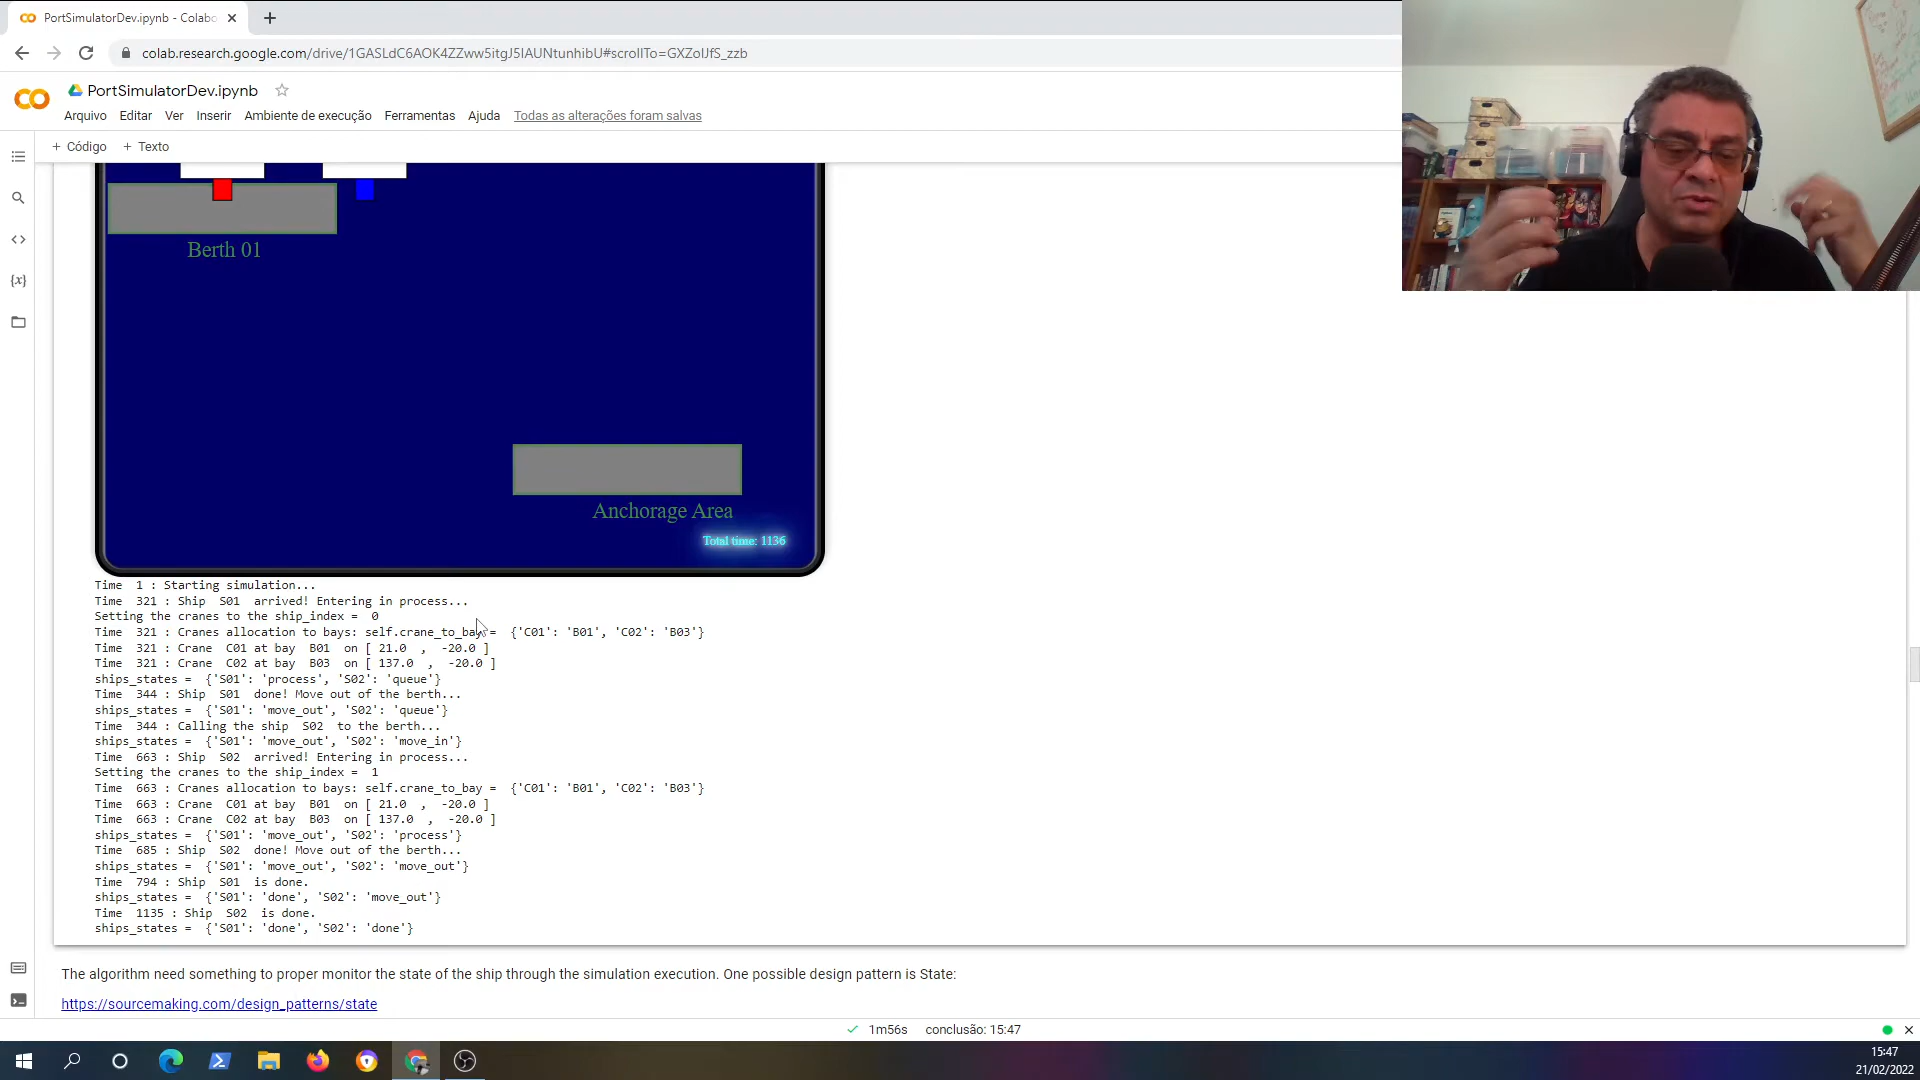 PortSimulatorDev.ipynb - Colabo
colab.research.google.com/drive/1GASLdC6AOK4ZZww5itgJ5IAUNtunhibU#scrollTo=GXZoIJfS_zzb
PortSimulatorDev.ipynb
Arquivo Editar Ver Inserir Ambiente de execução Ferramentas Ajuda Todas as alterações foram salvas
+ Código + Texto
Berth 01
Anchorage Area
Total time: 1136
Time 1 : Starting simulation...
Time 321 : Ship S01 arrived! Entering in process...
Setting the cranes to the ship_index = 0
Time 321 : Cranes allocation to bays: self.crane_to_bay = {'C01': 'B01', 'C02': 'B03'}
Time 321 : Crane C01 at bay B01 on [ 21.0 , -20.0 ]
Time 321 : Crane C02 at bay B03 on [ 137.0 , -20.0 ]
ships_states = {'S01': 'process', 'S02': 'queue'}
Time 344 : Ship S01 done! Move out of the berth...
ships_states = {'S01': 'move_out', 'S02': 'queue'}
Time 344 : Calling the ship S02 to the berth...
ships_states = {'S01': 'move_out', 'S02': 'move_in'}
Time 663 : Ship S02 arrived! Entering in process...
Setting the cranes to the ship_index = 1
Time 663 : Cranes allocation to bays: self.crane_to_bay = {'C01': 'B01', 'C02': 'B03'}
Time 663 : Crane C01 at bay B01 on [ 21.0 , -20.0 ]
Time 663 : Crane C02 at bay B03 on [ 137.0 , -20.0 ]
ships_states = {'S01': 'move_out', 'S02': 'process'}
Time 685 : Ship S02 done! Move out of the berth...
ships_states = {'S01': 'move_out', 'S02': 'move_out'}
Time 794 : Ship S01 is done.
ships_states = {'S01': 'done', 'S02': 'move_out'}
Time 1135 : Ship S02 is done.
ships_states = {'S01': 'done', 'S02': 'done'}
The algorithm need something to proper monitor the state of the ship through the simulation execution. One possible design pattern is State:
https://sourcemaking.com/design_patterns/state
1m56s conclusão: 15:47
15:47
21/02/2022